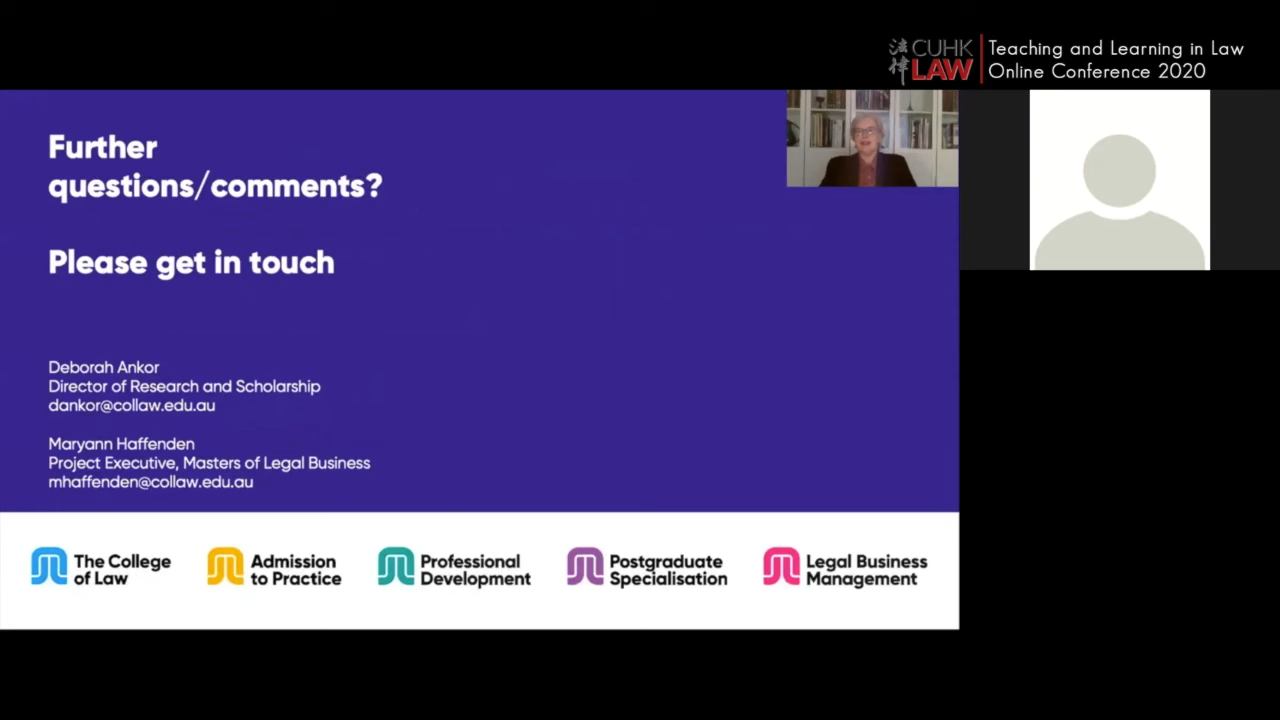 法律 CUHK LAW
Teaching and Learning in Law
Online Conference 2020
Further
questions/comments?
Please get in touch
Deborah Ankor
Director of Research and Scholarship
dankor@collaw.edu.au
Maryann Haffenden
Project Executive, Masters of Legal Business
mhaffenden@collaw.edu.au
The College
of Law
Admission
to Practice
Professional
Development
Postgraduate
Specialisation
Legal Business
Management